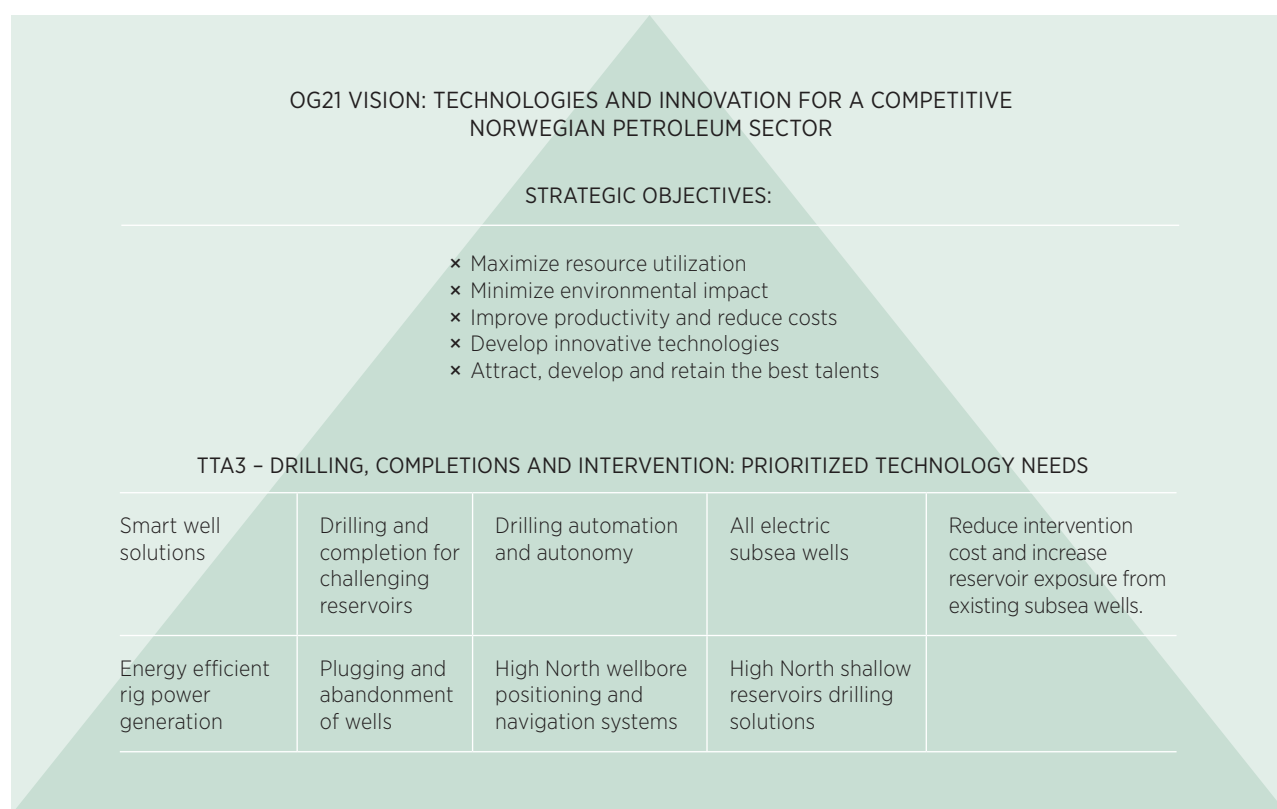 OG21 VISION: TECHNOLOGIES AND INNOVATION FOR A COMPETITIVE
NORWEGIAN PETROLEUM SECTOR
STRATEGIC OBJECTIVES:
× Maximize resource utilization
× Minimize environmental impact
× Improve productivity and reduce costs
× Develop innovative technologies
× Attract, develop and retain the best talents
TTA3 – DRILLING, COMPLETIONS AND INTERVENTION: PRIORITIZED TECHNOLOGY NEEDS
Smart well
solutions
Drilling and
completion for
challenging
reservoirs
Drilling automation
and autonomy
All electric
subsea wells
Reduce intervention
cost and increase
reservoir exposure from
existing subsea wells.
Energy efficient
rig power
generation
Plugging and
abandonment
of wells
High North wellbore
positioning and
navigation systems
High North shallow
reservoirs drilling
solutions